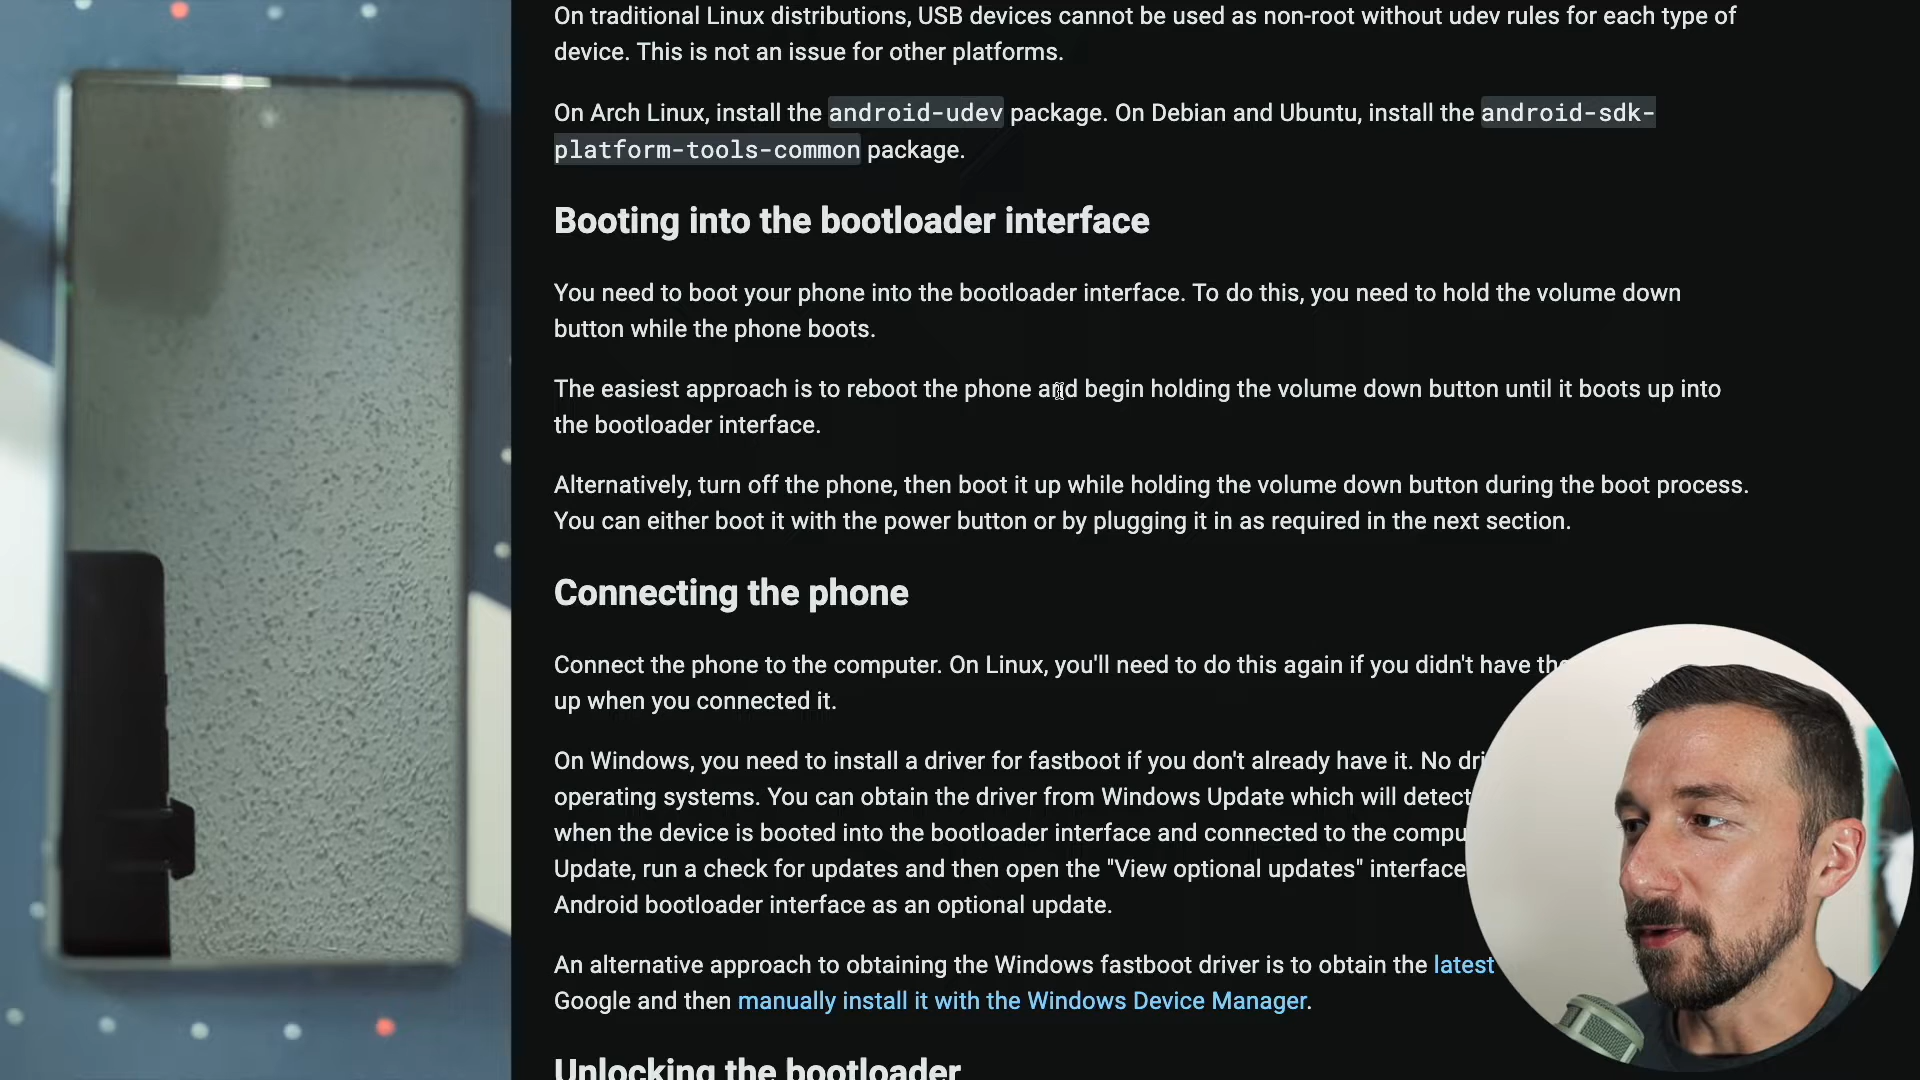 On traditional Linux distributions, USB devices cannot be used as non-root without udev rules for each type of
device. This is not an issue for other platforms.
On Arch Linux, install the android-udev package. On Debian and Ubuntu, install the android-sdk-
platform-tools-common package.
Booting into the bootloader interface
You need to boot your phone into the bootloader interface. To do this, you need to hold the volume down
button while the phone boots.
The easiest approach is to reboot the phone and begin holding the volume down button until it boots up into
the bootloader interface.
Alternatively, turn off the phone, then boot it up while holding the volume down button during the boot process.
You can either boot it with the power button or by plugging it in as required in the next section.
Connecting the phone
Connect the phone to the computer. On Linux, you'll need to do this again if you didn't have
up when you connected it.
On Windows, you need to install a driver for fastboot if you don't already have it. No
operating systems. You can obtain the driver from Windows Update which will detect
when the device is booted into the bootloader interface and connected to the
Update, run a check for updates and then open the "View optional updates" interface
Android bootloader interface as an optional update.
An alternative approach to obtaining the Windows fastboot driver is to obtain the latest
Google and then manually install it with the Windows Device Manager.
Unlocking the bootloader